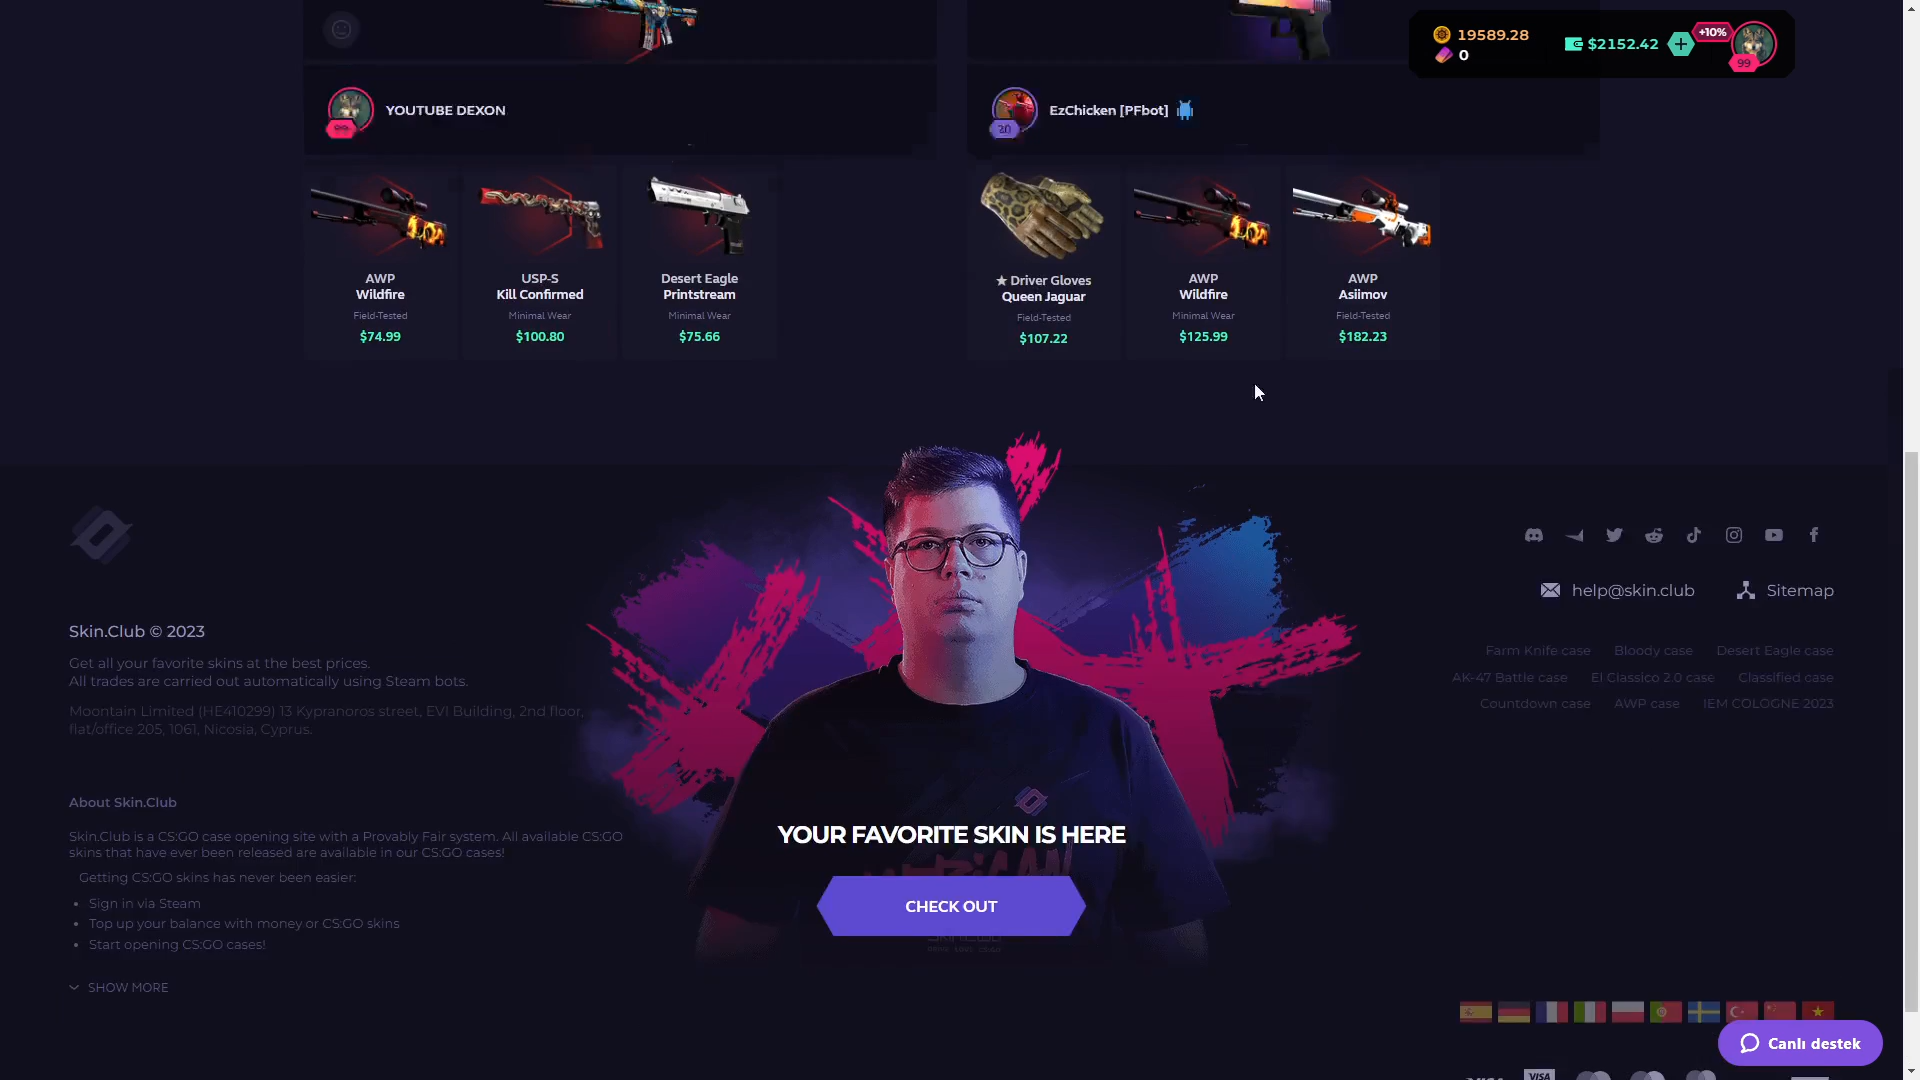 19589.28
0
$2152.42
+10%
99
YOUTUBE DEXON
EzChicken [PFbot]
20
AWP
Wildfire
Field-Tested
$74.99
USP-S
Kill Confirmed
Minimal Wear
$100.80
Desert Eagle
Printstream
Minimal Wear
$75.66
★ Driver Gloves
Queen Jaguar
Field-Tested
$107.22
AWP
Wildfire
Minimal Wear
$125.99
AWP
Asiimov
Field-Tested
$182.23
help@skin.club
Sitemap
Skin.Club © 2023
Get all your favorite skins at the best prices.
All trades are carried out automatically using Steam bots.
Moontain Limited (HE410299) 13 Kypranoros street, EVI Building, 2nd floor,
flat/office 205, 1061, Nicosia, Cyprus.
Farm Knife case Bloody case Desert Eagle case
AK-47 Battle case El Classico 2.0 case Classified case
Countdown case AWP case IEM COLOGNE 2023
About Skin.Club
Skin.Club is a CS:GO case opening site with a Provably Fair system. All available CS:GO
skins that have ever been released are available in our CS:GO cases!
Getting CS:GO skins has never been easier:
• Sign in via Steam
• Top up your balance with money or CS:GO skins
• Start opening CS:GO cases!
SHOW MORE
YOUR FAVORITE SKIN IS HERE
CHECK OUT
Canlı destek
VISA